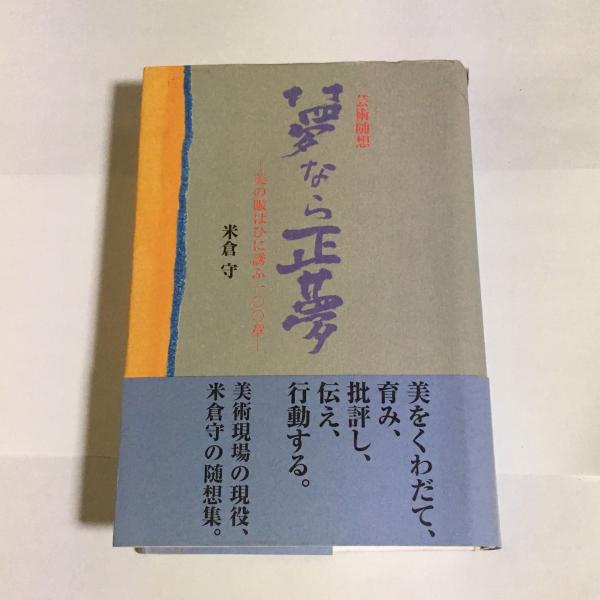 芸術随想
夢なら正夢
―美の賑はひに誘ふ一〇〇章―
米倉 守
美をくわだて、
育み、
批評し、
伝え、
行動する。
美術現場の現役、
米倉守の随想集。